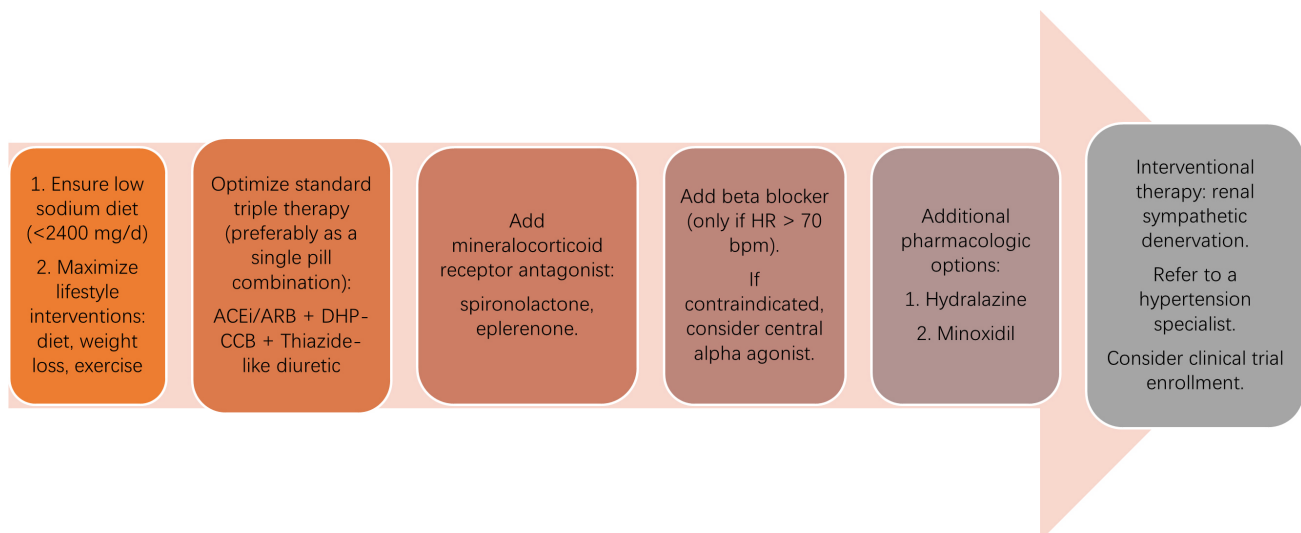 1. Ensure low
sodium diet
(<2400 mg/d)
2. Maximize
lifestyle
interventions:
diet, weight
loss, exercise
Optimize standard
triple therapy
(preferably as a
single pill
combination):
ACEi/ARB + DHP-
CCB + Thiazide-
like diuretic
Add
mineralocorticoid
receptor antagonist:
spironolactone,
eplerenone.
Add beta blocker
(only if HR > 70
bpm).
If
contraindicated,
consider central
alpha agonist.
Additional
pharmacologic
options:
1. Hydralazine
2. Minoxidil
Interventional
therapy: renal
sympathetic
denervation.
Refer to a
hypertension
specialist.
Consider clinical trial
enrollment.